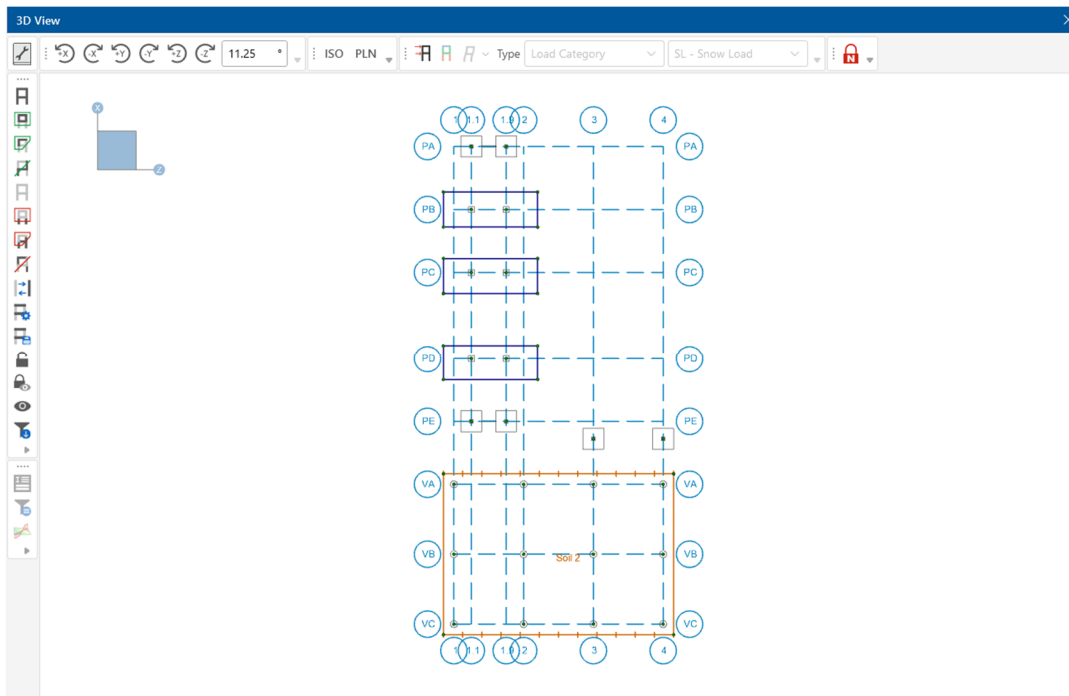 3D View
+X -X +Y -Y +Z -Z 11.25 ° ISO PLN Type Load Category SL - Snow Load N
X
Z
1 1.1 1.9 2 3 4
PA PA
PB PB
PC PC
PD PD
PE PE
VA VA
VB Soil 2 VB
VC VC
1 1.1 1.9 2 3 4